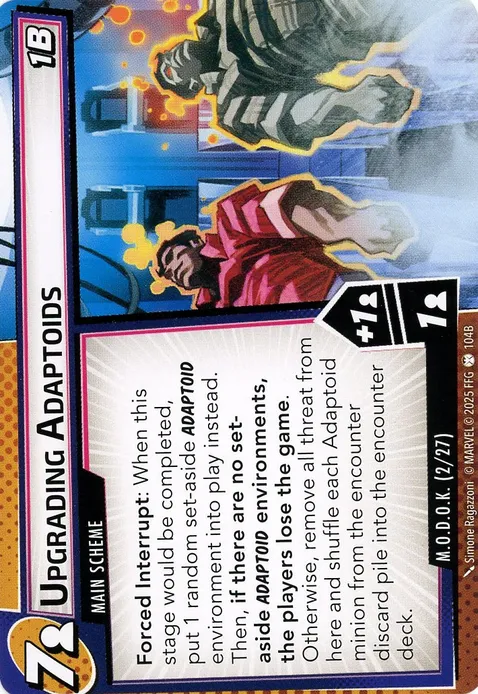 7
UPGRADING ADAPTOIDS
1B
MAIN SCHEME
Forced Interrupt: When this
stage would be completed,
put 1 random set-aside ADAPTOID
environment into play instead.
Then, if there are no set-
aside ADAPTOID environments,
the players lose the game.
Otherwise, remove all threat from
here and shuffle each Adaptoid
minion from the encounter
discard pile into the encounter
deck.
+1
1
M.O.D.O.K. (2/27)
Simone Ragazzoni © MARVEL © 2025 FFG 104B